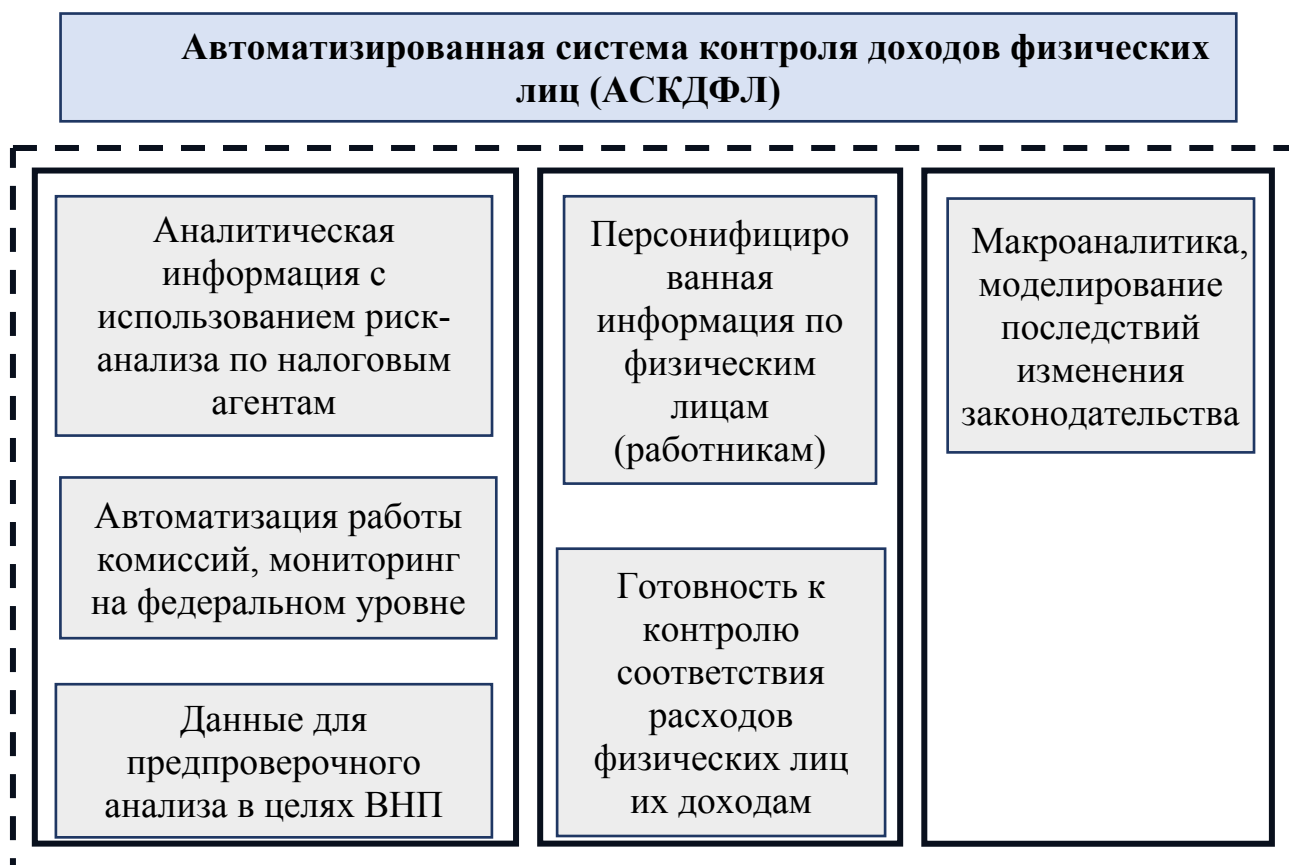 Автоматизированная система контроля доходов физических
лиц (АСКДФЛ)
Аналитическая
информация с
использованием риск-
анализа по налоговым
агентам
Автоматизация работы
комиссий, мониторинг
на федеральном уровне
Данные для
предпроверочного
анализа в целях ВНП
Персонифициро
ванная
информация по
физическим
лицам
(работникам)
Готовность к
контролю
соответствия
расходов
физических лиц
их доходам
Макроаналитика,
моделирование
последствий
изменения
законодательства